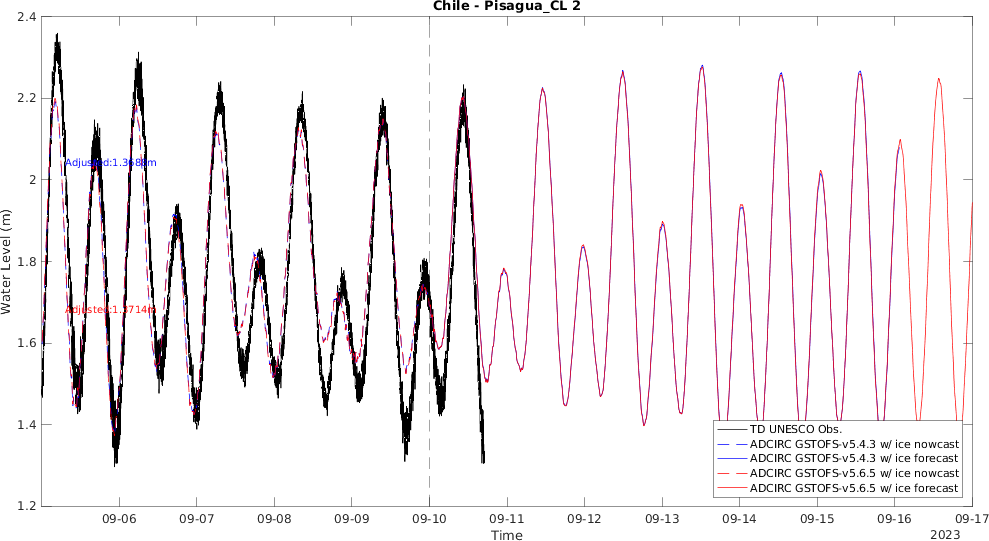 Chile - Pisagua_CL 2
Water Level (m)
2.4
2.2
2
1.8
1.6
1.4
1.2
Adjusted:1.3714m
09-06
09-07
09-08
09-09
09-10
09-11
09-12
09-13
09-14
09-15
09-16
09-17
Time
2023
TD UNESCO Obs.
ADCIRC GSTOFS-v5.4.3 w/ ice nowcast
ADCIRC GSTOFS-v5.4.3 w/ ice forecast
ADCIRC GSTOFS-v5.6.5 w/ ice nowcast
ADCIRC GSTOFS-v5.6.5 w/ ice forecast